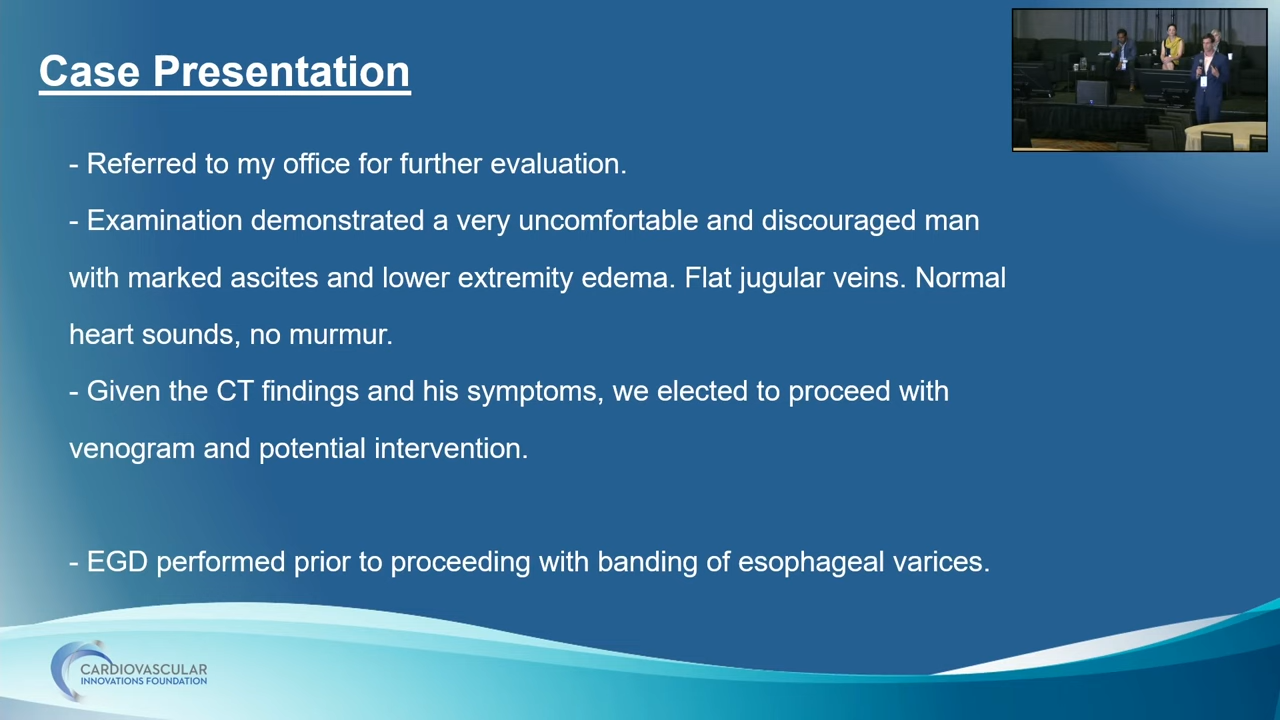 Case Presentation
- Referred to my office for further evaluation.
- Examination demonstrated a very uncomfortable and discouraged man
with marked ascites and lower extremity edema. Flat jugular veins. Normal
heart sounds, no murmur.
- Given the CT findings and his symptoms, we elected to proceed with
venogram and potential intervention.
- EGD performed prior to proceeding with banding of esophageal varices.
CARDIOVASCULAR
INNOVATIONS FOUNDATION